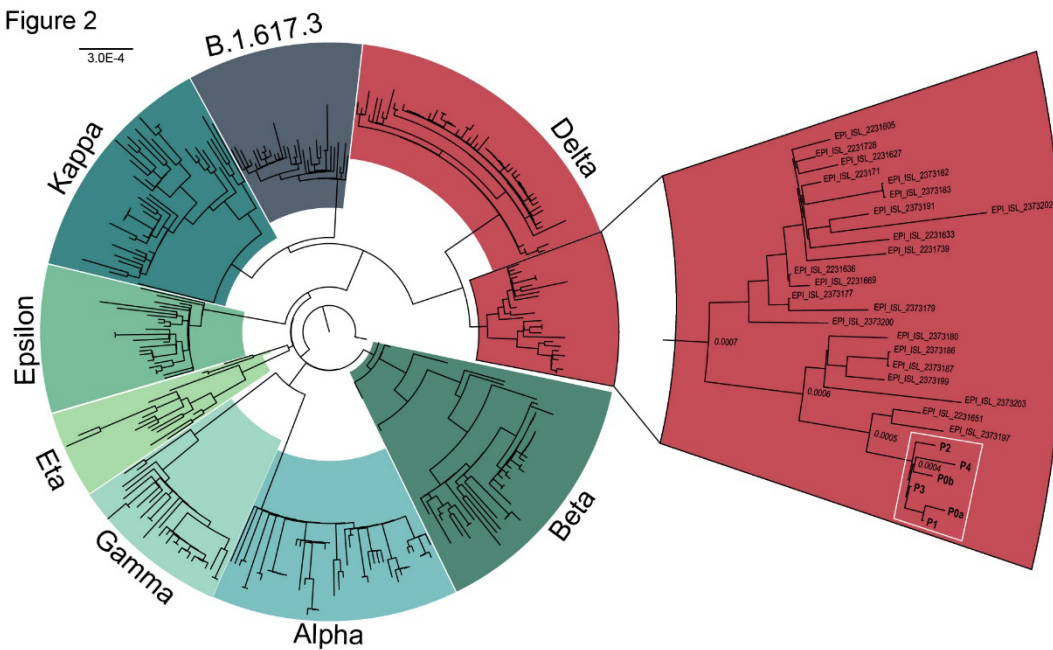 Figure 2
3.0E-4
B.1.617.3
Kappa
Delta
Epsilon
Eta
Gamma
Alpha
Beta
EPI_ISL_2231605
EPI_ISL_2231728
EPI_ISL_2231627
EPI_ISL_223171
EPI_ISL_2373182
EPI_ISL_2373183
EPI_ISL_2373191
EPI_ISL_2373202
EPI_ISL_2231633
EPI_ISL_2231739
EPI_ISL_2231636
EPI_ISL_2231669
EPI_ISL_2373177
EPI_ISL_2373179
EPI_ISL_2373200
0.0007
EPI_ISL_2373180
EPI_ISL_2373186
EPI_ISL_2373187
EPI_ISL_2373199
0.0006
EPI_ISL_2373203
EPI_ISL_2231651
EPI_ISL_2373197
0.0005
P2
0.0004
P4
P0b
P3
P0a
P1